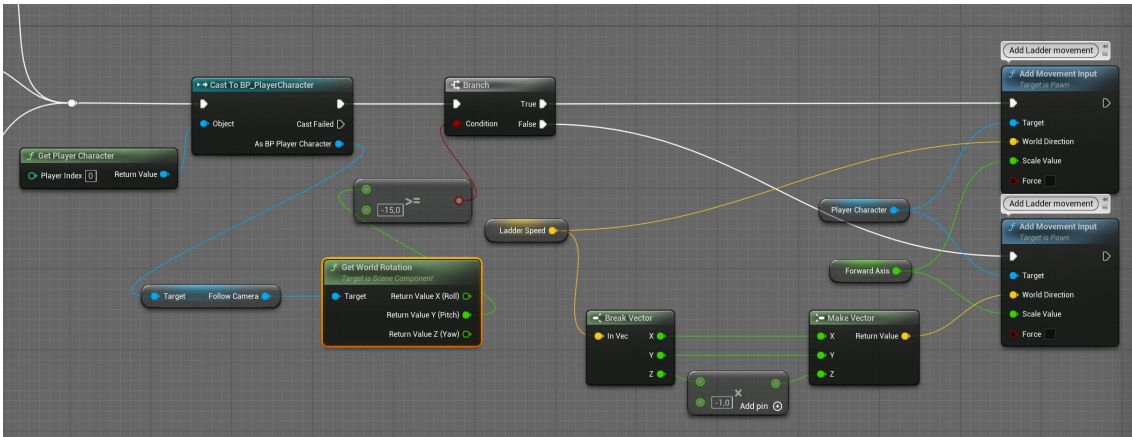 Cast To BP_PlayerCharacter
Object
Cast Failed
As BP Player Character
f Get Player Character
Player Index 0
Return Value
Branch
True
Condition
False
>=
-15,0
Target
Follow Camera
f Get World Rotation
Target is Scene Component
Target
Return Value X (Roll)
Return Value Y (Pitch)
Return Value Z (Yaw)
Ladder Speed
Break Vector
In Vec
X
Y
Z
×
-1,0
Add pin
Make Vector
X
Return Value
Y
Z
Player Character
Forward Axis
Add Ladder movement
f Add Movement Input
Target is Pawn
Target
World Direction
Scale Value
Force
Add Ladder movement
f Add Movement Input
Target is Pawn
Target
World Direction
Scale Value
Force